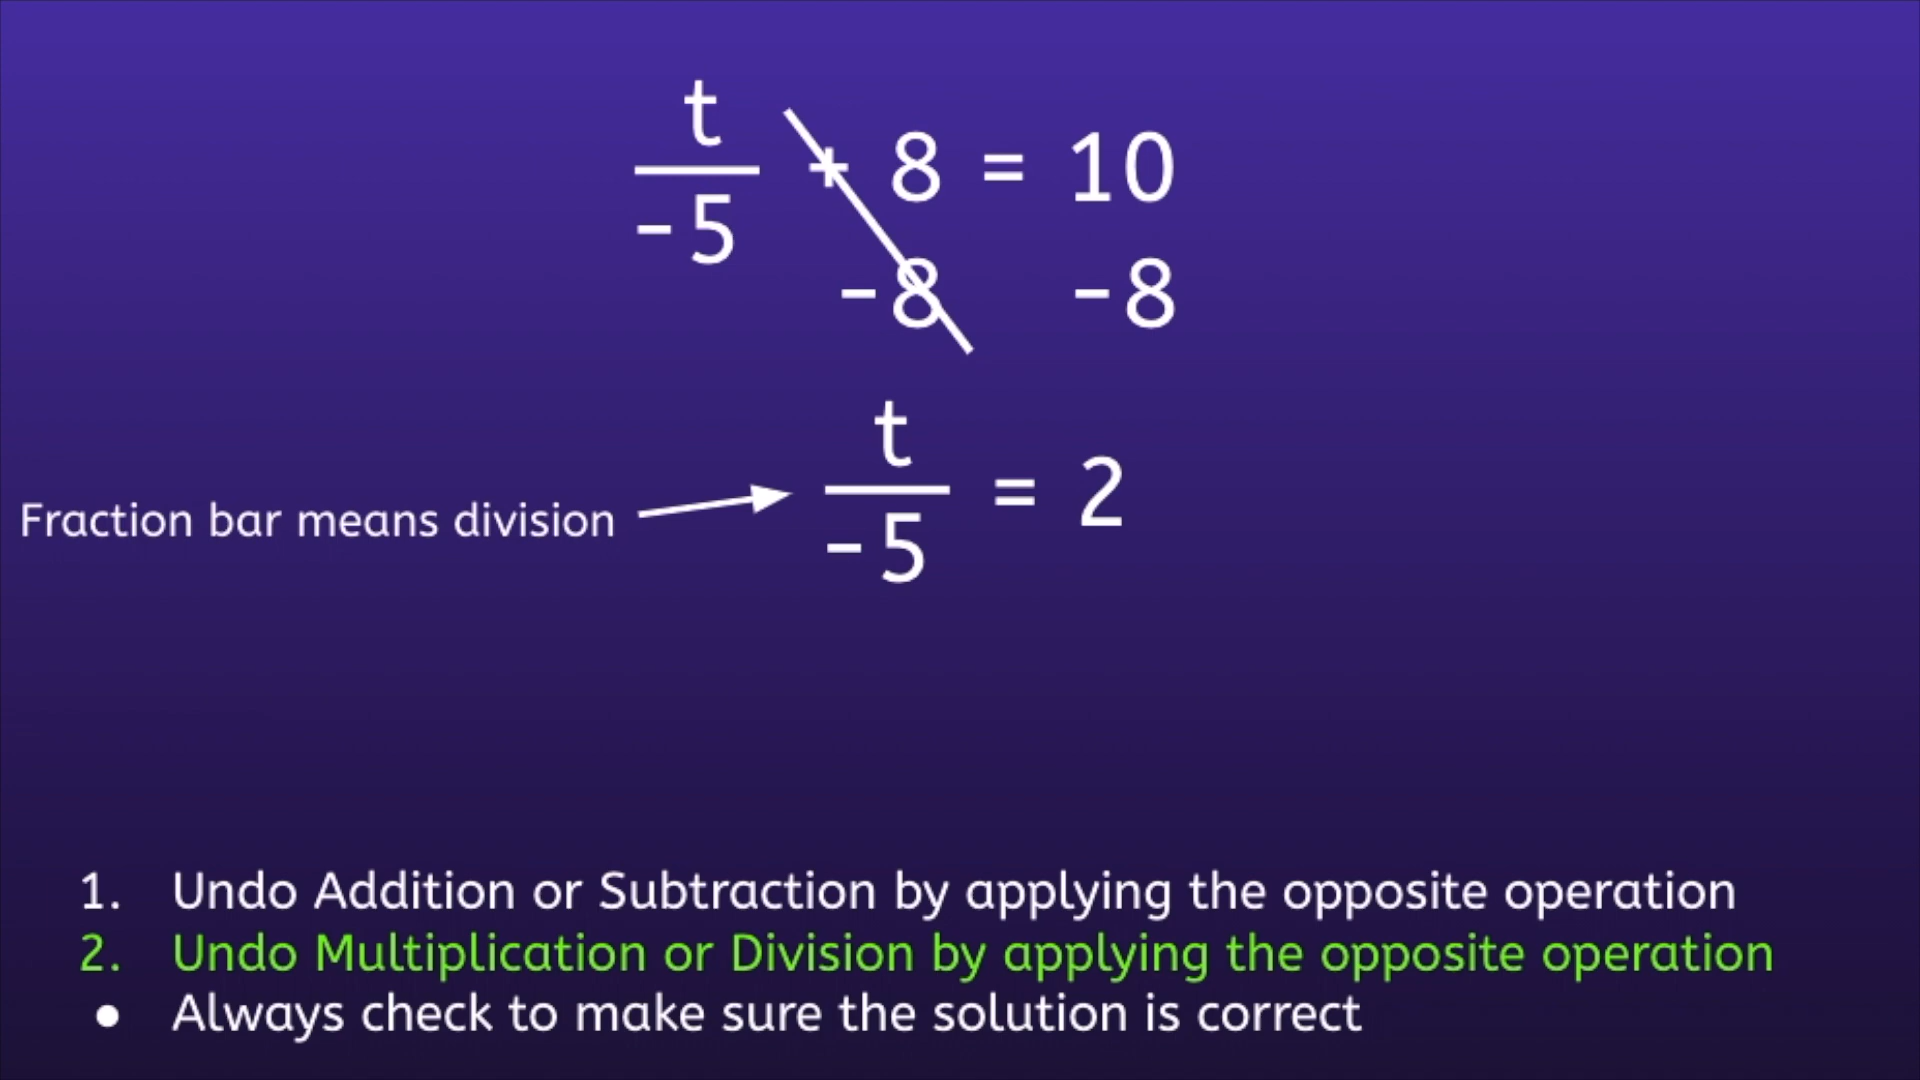 t
+ 8 = 10
-5
-8 -8
t
= 2
Fraction bar means division
-5
1. Undo Addition or Subtraction by applying the opposite operation
2. Undo Multiplication or Division by applying the opposite operation
● Always check to make sure the solution is correct